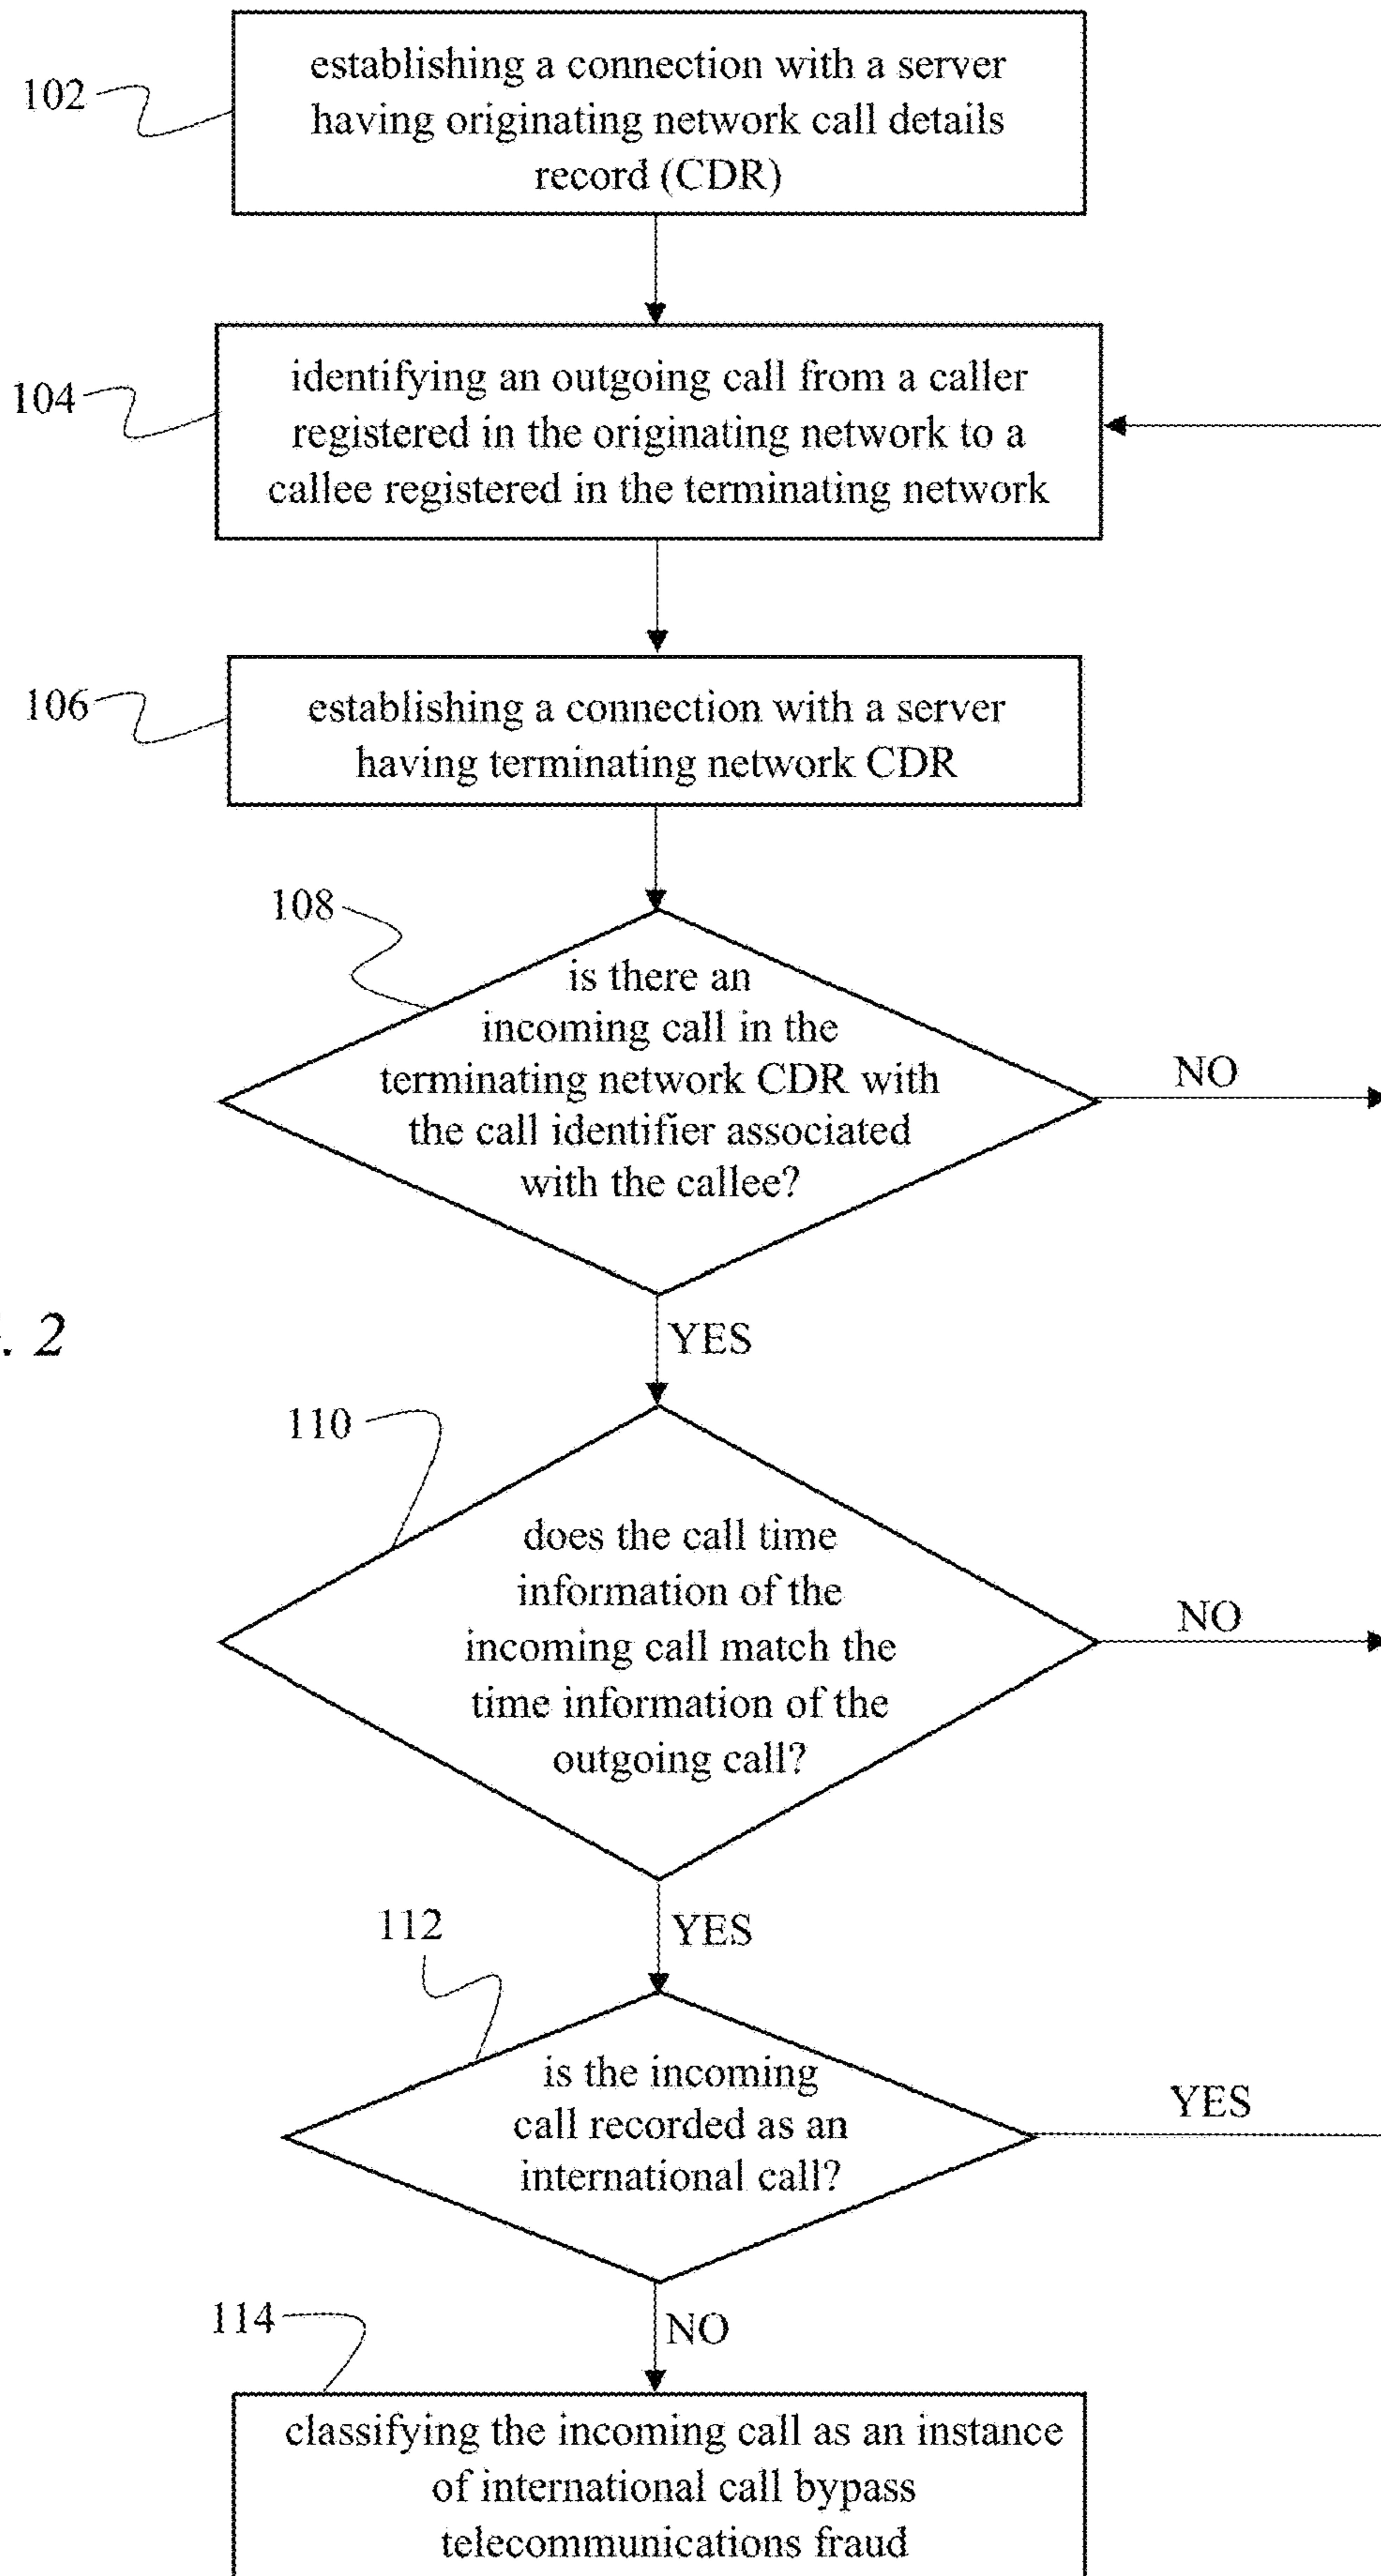 102
establishing a connection with a server
having originating network call details
record (CDR)
104
identifying an outgoing call from a caller
registered in the originating network to a
callee registered in the terminating network
106
establishing a connection with a server
having terminating network CDR
108
is there an
incoming call in the
terminating network CDR with
the call identifier associated
with the callee?
NO
YES
. 2
110
does the call time
information of the
incoming call match the
time information of the
outgoing call?
NO
YES
112
is the incoming
call recorded as an
international call?
YES
NO
114
classifying the incoming call as an instance
of international call bypass
telecommunications fraud